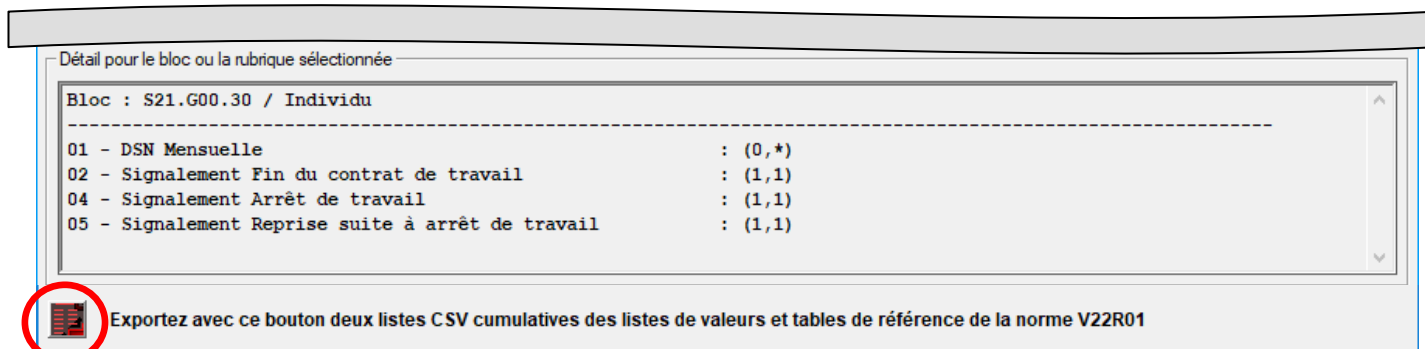 Détail pour le bloc ou la rubrique sélectionnée
Bloc : S21.G00.30 / Individu
--------------------------------------------------------------------------------------------------------------
01 - DSN Mensuelle : (0,*)
02 - Signalement Fin du contrat de travail : (1,1)
04 - Signalement Arrêt de travail : (1,1)
05 - Signalement Reprise suite à arrêt de travail : (1,1)
Exportez avec ce bouton deux listes CSV cumulatives des listes de valeurs et tables de référence de la norme V22R01